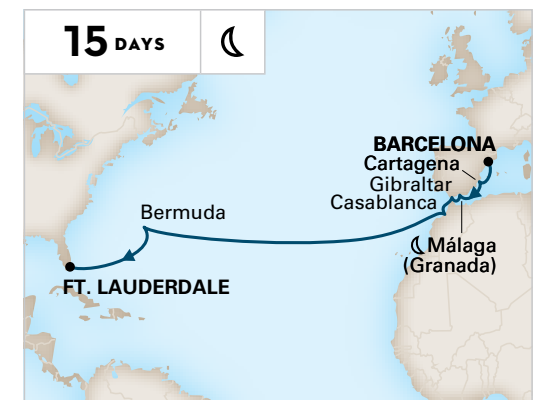 15 DAYS
BARCELONA
Cartagena
Gibraltar
Casablanca
Bermuda
Málaga
(Granada)
FT. LAUDERDALE